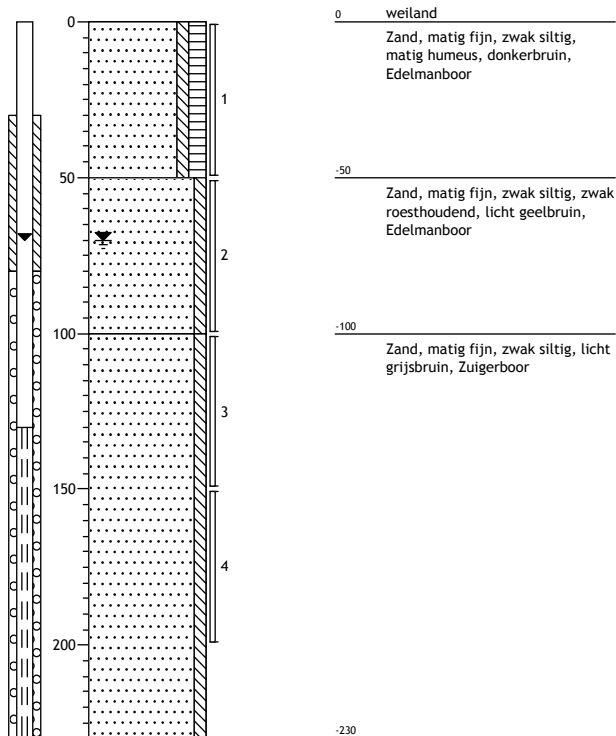 0
50
100
150
200
1
2
3
4
0
weiland
Zand, matig fijn, zwak siltig,
matig humeus, donkerbruin,
Edelmanboor
-50
Zand, matig fijn, zwak siltig, zwak
roesthoudend, licht geelbruin,
Edelmanboor
-100
Zand, matig fijn, zwak siltig, licht
grijsbruin, Zuigerboor
-230